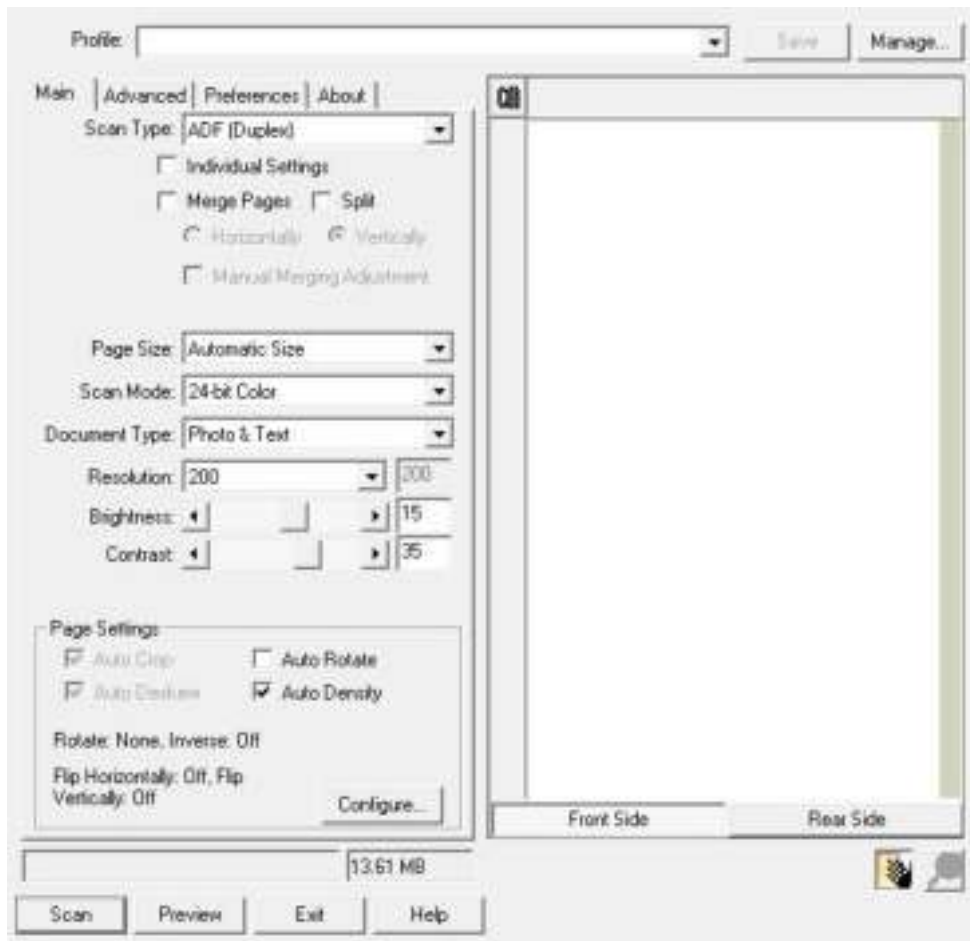 Profile: Save Manage...
Main Advanced Preferences About
Scan Type: ADF (Duplex)
Individual Settings
Merge Pages Split
Horizontally Vertically
Manual Merging Adjustment
Page Size: Automatic Size
Scan Mode: 24-bit Color
Document Type: Photo & Text
Resolution: 200 200
Brightness: 15
Contrast: 35
Page Settings
Auto Crop Auto Rotate
Auto Deskew Auto Density
Rotate: None, Inverse: Off
Flip Horizontally: Off, Flip
Vertically: Off
Configure...
Front Side Rear Side
13.61 MB
Scan Preview Exit Help